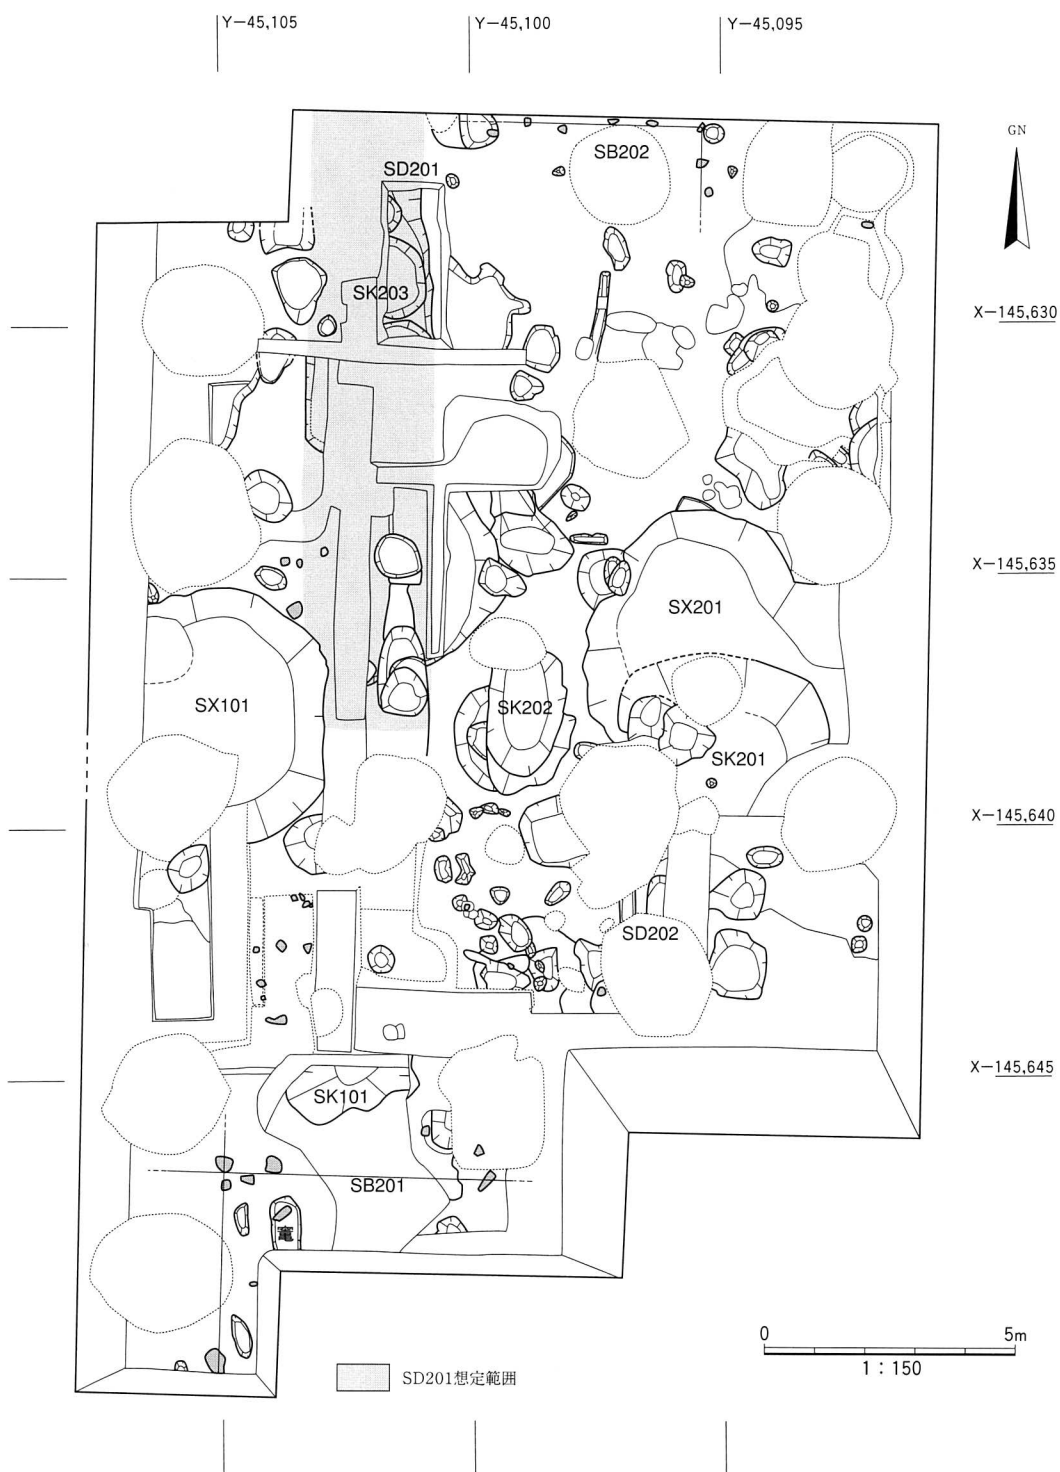 Y−45,105
Y−45,100
Y−45,095
GN
SD201
SB202
SK203
X−145,630
X−145,635
SX201
SX101
SK202
SK201
X−145,640
SD202
X−145,645
SK101
SB201
竃
0
5m
1：150
SD201想定範囲